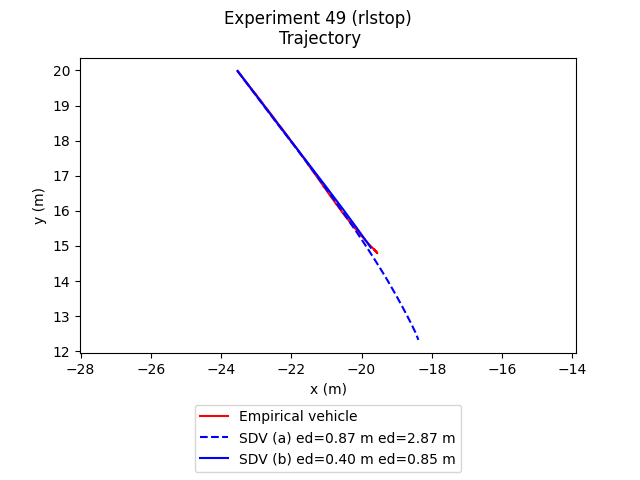 Experiment 49 (rlstop)
Trajectory
20
19
18
17
16
15
14
13
12
y (m)
−28 −26 −24 −22 −20 −18 −16 −14
x (m)
Empirical vehicle
SDV (a) ed=0.87 m ed=2.87 m
SDV (b) ed=0.40 m ed=0.85 m